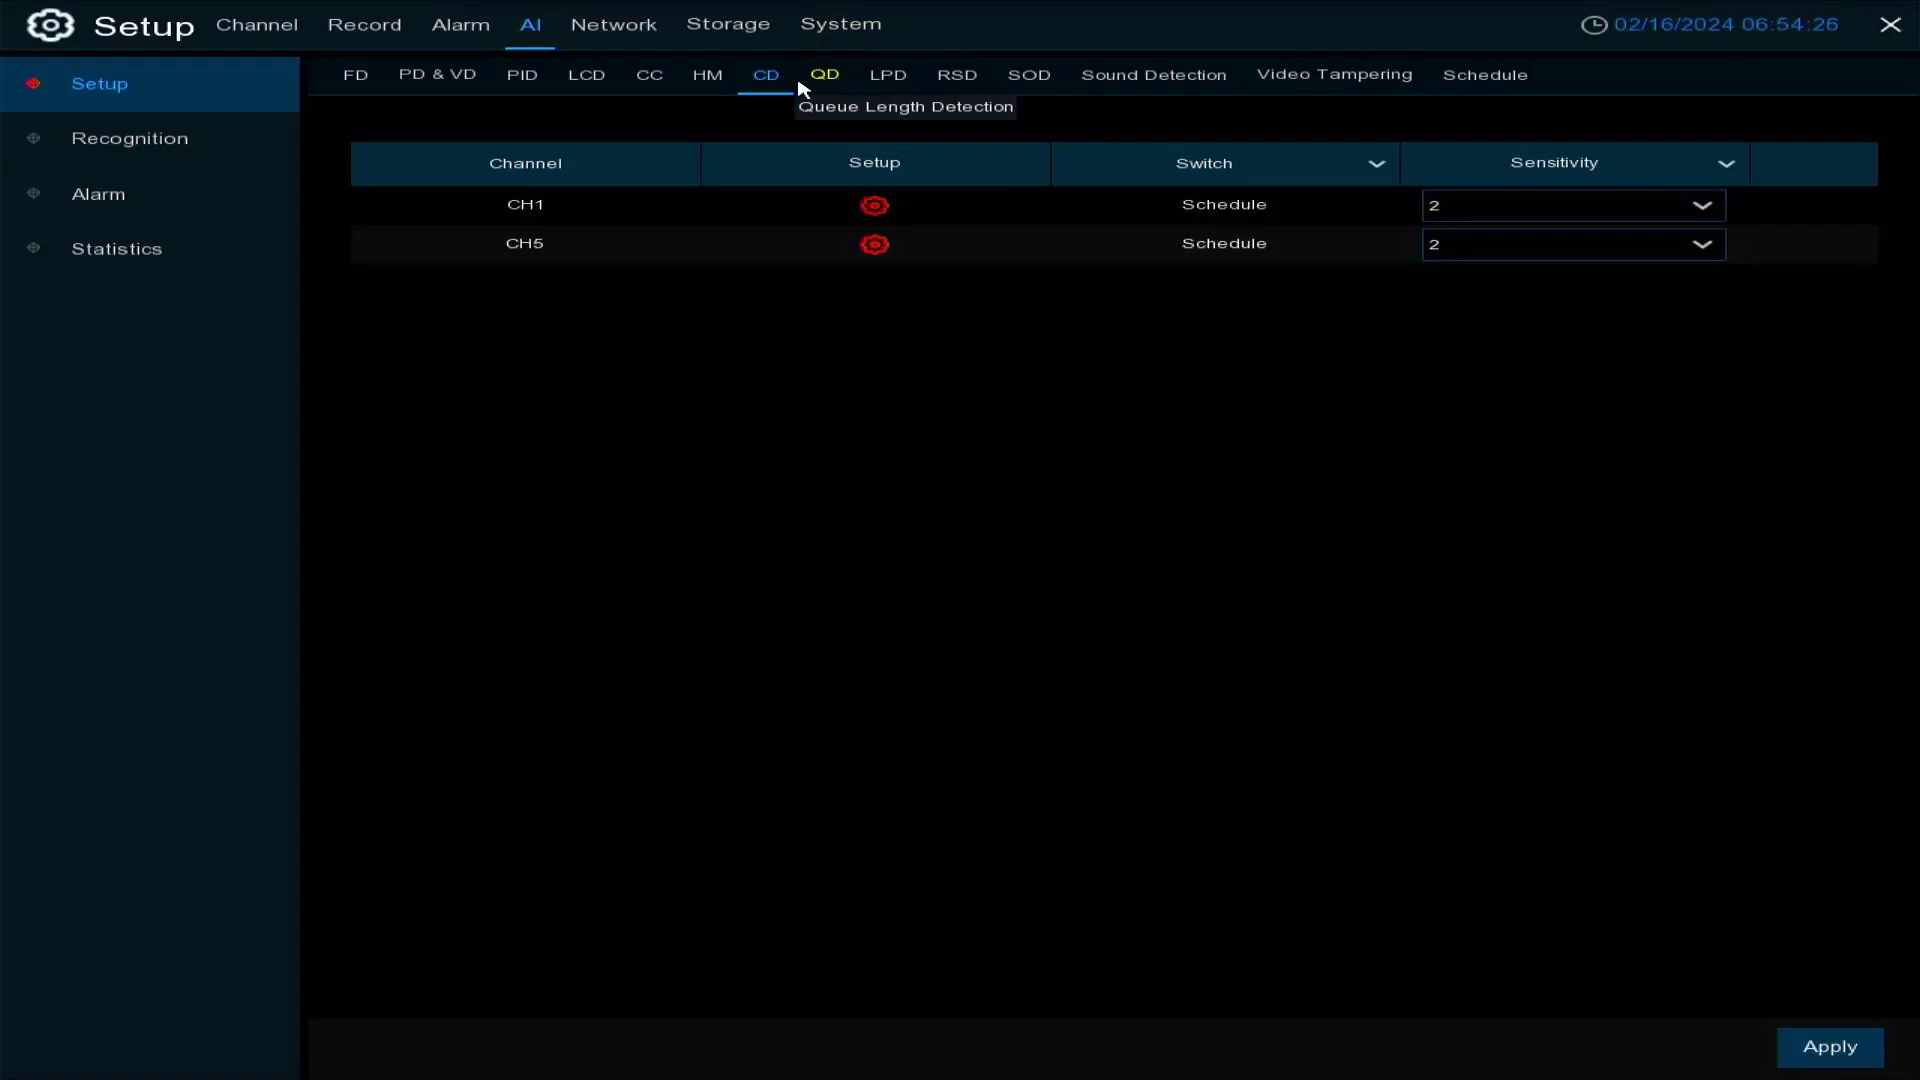 Setup Channel Record Alarm AI Network Storage System 02/16/2024 06:54:26
Setup
Recognition
Alarm
Statistics
FD PD & VD PID LCD CC HM CD QD LPD RSD SOD Sound Detection Video Tampering Schedule
Queue Length Detection
Channel Setup Switch Sensitivity
CH1 Schedule 2
CH5 Schedule 2
Apply